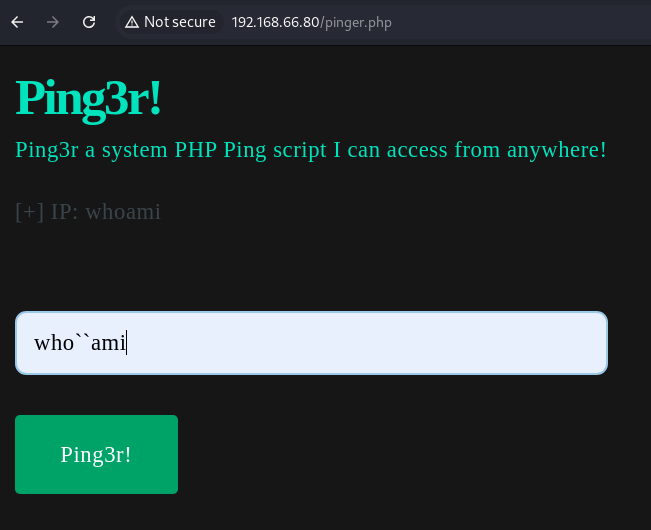 Not secure 192.168.66.80/pinger.php
Ping3r!
Ping3r a system PHP Ping script I can access from anywhere!
[+] IP: whoami
who``ami
Ping3r!